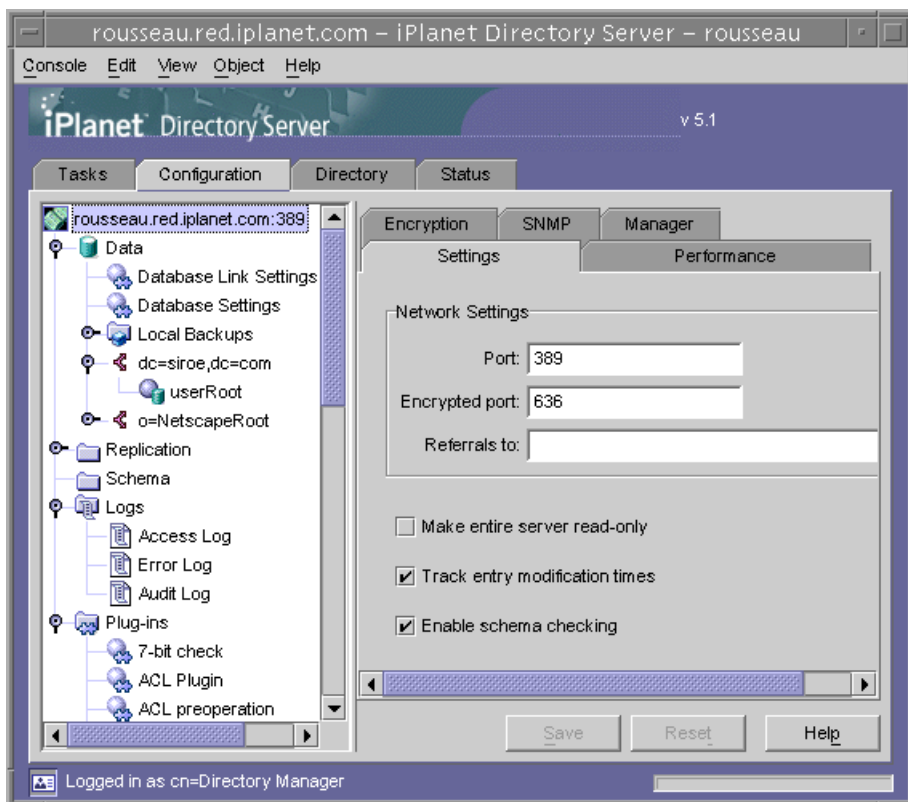 rousseau.red.iplanet.com – iPlanet Directory Server – rousseau
Console Edit View Object Help
iPlanet Directory Server
v 5.1
Tasks Configuration Directory Status
rousseau.red.iplanet.com:389
Data
Database Link Settings
Database Settings
Local Backups
dc=siroe,dc=com
userRoot
o=NetscapeRoot
Replication
Schema
Logs
Access Log
Error Log
Audit Log
Plug-ins
7-bit check
ACL Plugin
ACL preoperation
Encryption SNMP Manager
Settings Performance
Network Settings
Port: 389
Encrypted port: 636
Referrals to:
Make entire server read-only
Track entry modification times
Enable schema checking
Save Reset Help
Logged in as cn=Directory Manager